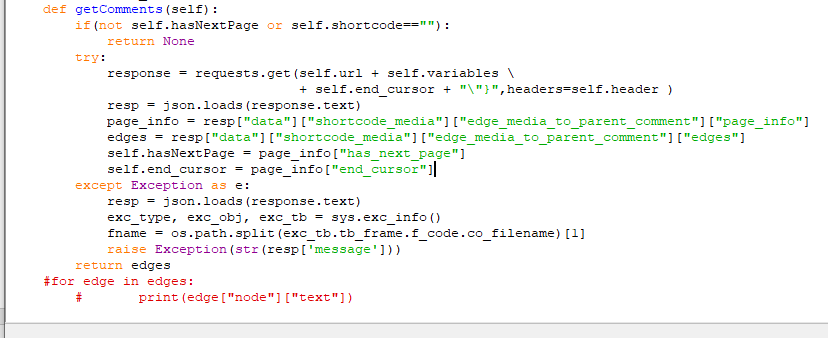 def getComments(self):
    if(not self.hasNextPage or self.shortcode==""):
        return None
    try:
        response = requests.get(self.url + self.variables \
                                + self.end_cursor + "\"}",headers=self.header )
        resp = json.loads(response.text)
        page_info = resp["data"]["shortcode_media"]["edge_media_to_parent_comment"]["page_info"]
        edges = resp["data"]["shortcode_media"]["edge_media_to_parent_comment"]["edges"]
        self.hasNextPage = page_info["has_next_page"]
        self.end_cursor = page_info["end_cursor"]
    except Exception as e:
        resp = json.loads(response.text)
        exc_type, exc_obj, exc_tb = sys.exc_info()
        fname = os.path.split(exc_tb.tb_frame.f_code.co_filename)[1]
        raise Exception(str(resp['message']))
    return edges
#for edge in edges:
    #       print(edge["node"]["text"])